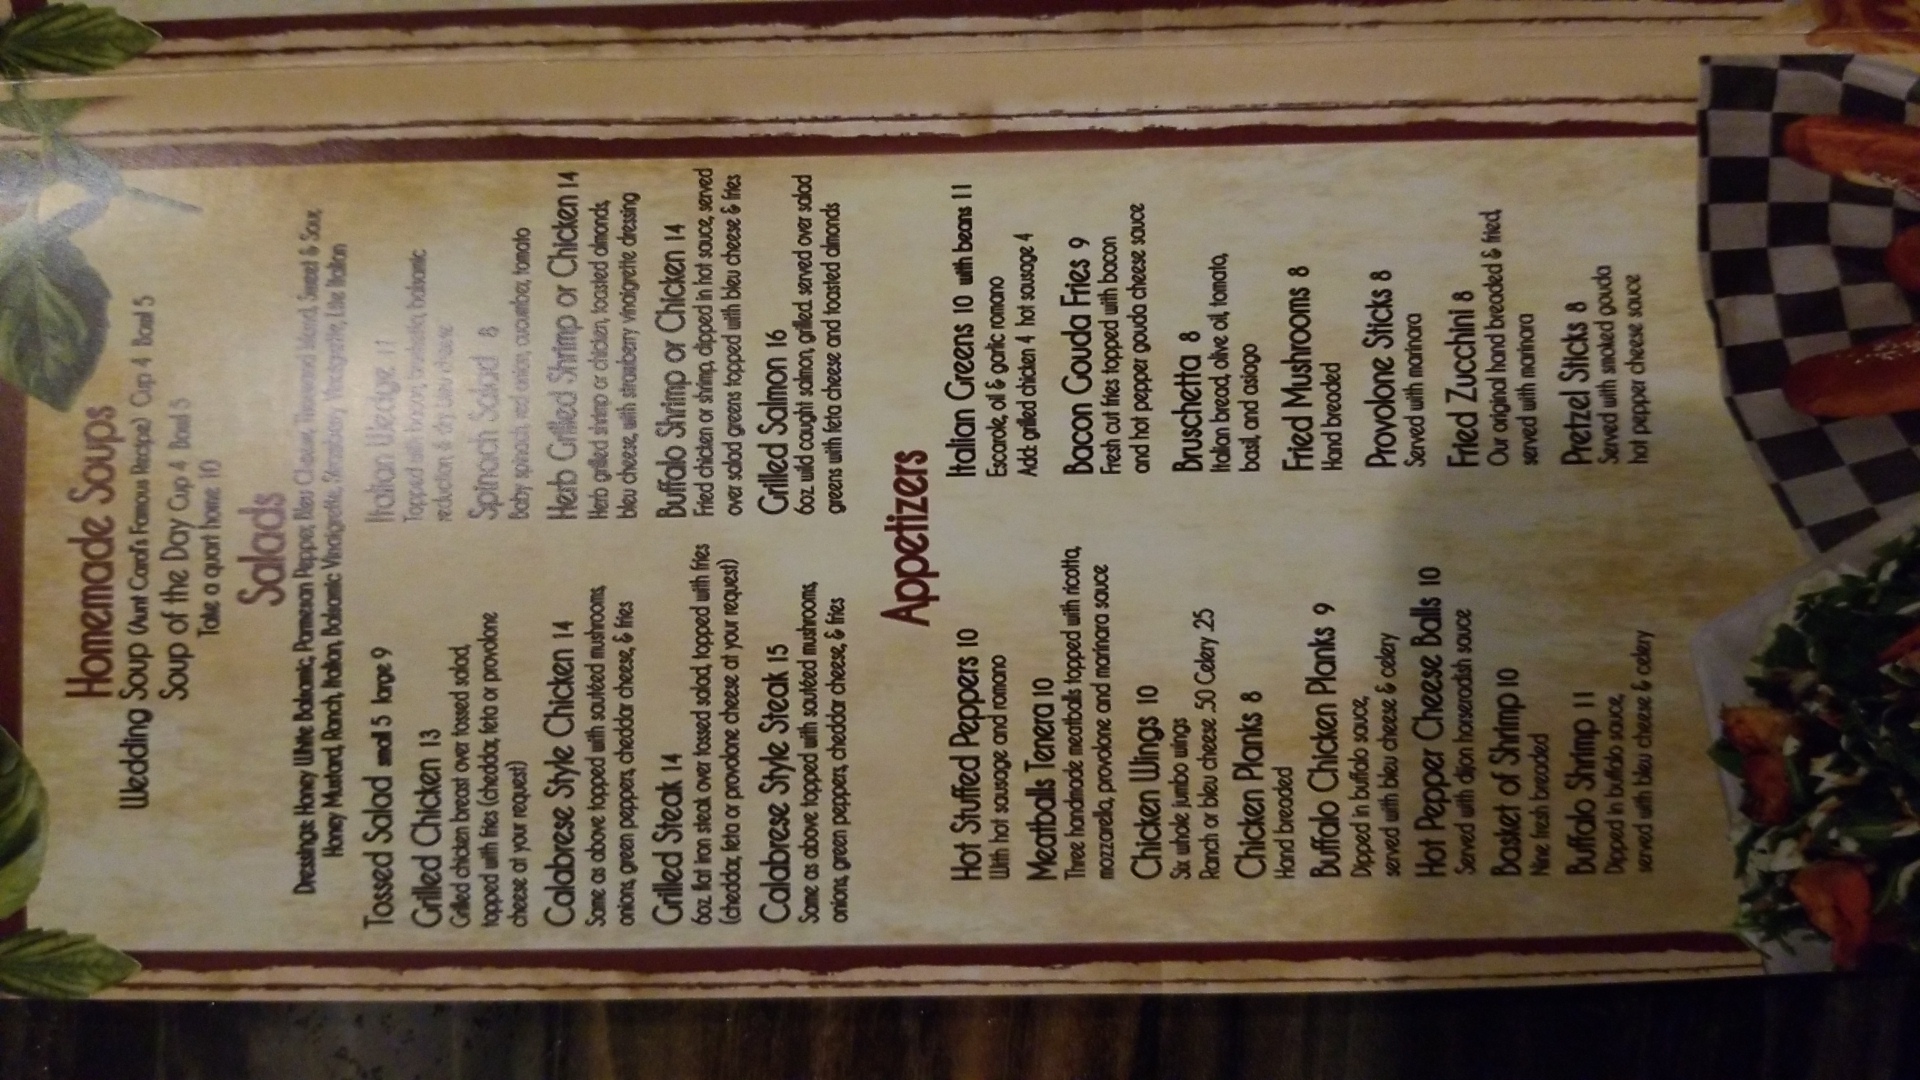 Homemade Soups
Wedding Soup (Aunt Carol's Famous Recipe) Cup 4 Bowl 5
Soup of the Day Cup 4 Bowl 5
Take a quart home 10
Salads
Dressings: Honey White Balsamic, Parmesan Pepper, Bleu Cheese, Thousand Island, Sweet & Sour,
Honey Mustard, Ranch, Italian, Balsamic Vinaigrette, Strawberry Vinaigrette, Lite Italian
Tossed Salad small 5 large 9
Grilled Chicken 13
Grilled chicken breast over tossed salad,
topped with fries (cheddar, feta or provolone
cheese at your request)
Calabrese Style Chicken 14
Same as above topped with sautéed mushrooms,
onions, green peppers, cheddar cheese, & fries
Grilled Steak 14
6oz. flat iron steak over tossed salad, topped with fries
(cheddar, feta or provolone cheese at your request)
Calabrese Style Steak 15
Same as above topped with sautéed mushrooms,
onions, green peppers, cheddar cheese, & fries
Italian Wedge 11
Topped with bacon, bruschetta, balsamic
reduction, & dry bleu cheese
Spinach Salad 8
Baby spinach, red onion, cucumber, tomato
Herb Grilled Shrimp or Chicken 14
Herb grilled shrimp or chicken, toasted almonds,
bleu cheese, with strawberry vinaigrette dressing
Buffalo Shrimp or Chicken 14
Fried chicken or shrimp, dipped in hot sauce, served
over salad greens topped with bleu cheese & fries
Grilled Salmon 16
6oz wild caught salmon, grilled, served over salad
greens with feta cheese and toasted almonds
Appetizers
Hot Stuffed Peppers 10
With hot sausage and romano
Meatballs Tenera 10
Three handmade meatballs topped with ricotta,
mozzarella, provolone and marinara sauce
Chicken Wings 10
Six whole jumbo wings
Ranch or bleu cheese .50 Celery .25
Chicken Planks 8
Hand breaded
Buffalo Chicken Planks 9
Dipped in buffalo sauce,
served with bleu cheese & celery
Hot Pepper Cheese Balls 10
Served with dijon horseradish sauce
Basket of Shrimp 10
Nine fresh breaded
Buffalo Shrimp 11
Dipped in buffalo sauce,
served with bleu cheese & celery
Italian Greens 10 with beans 11
Escarole, oil & garlic romano
Add: grilled chicken 4 hot sausage 4
Bacon Gouda Fries 9
Fresh cut fries topped with bacon
and hot pepper gouda cheese sauce
Bruschetta 8
Italian bread, olive oil, tomato,
basil, and asiago
Fried Mushrooms 8
Hand breaded
Provolone Sticks 8
Served with marinara
Fried Zucchini 8
Our original hand breaded & fried,
served with marinara
Pretzel Sticks 8
Served with smoked gouda
hot pepper cheese sauce